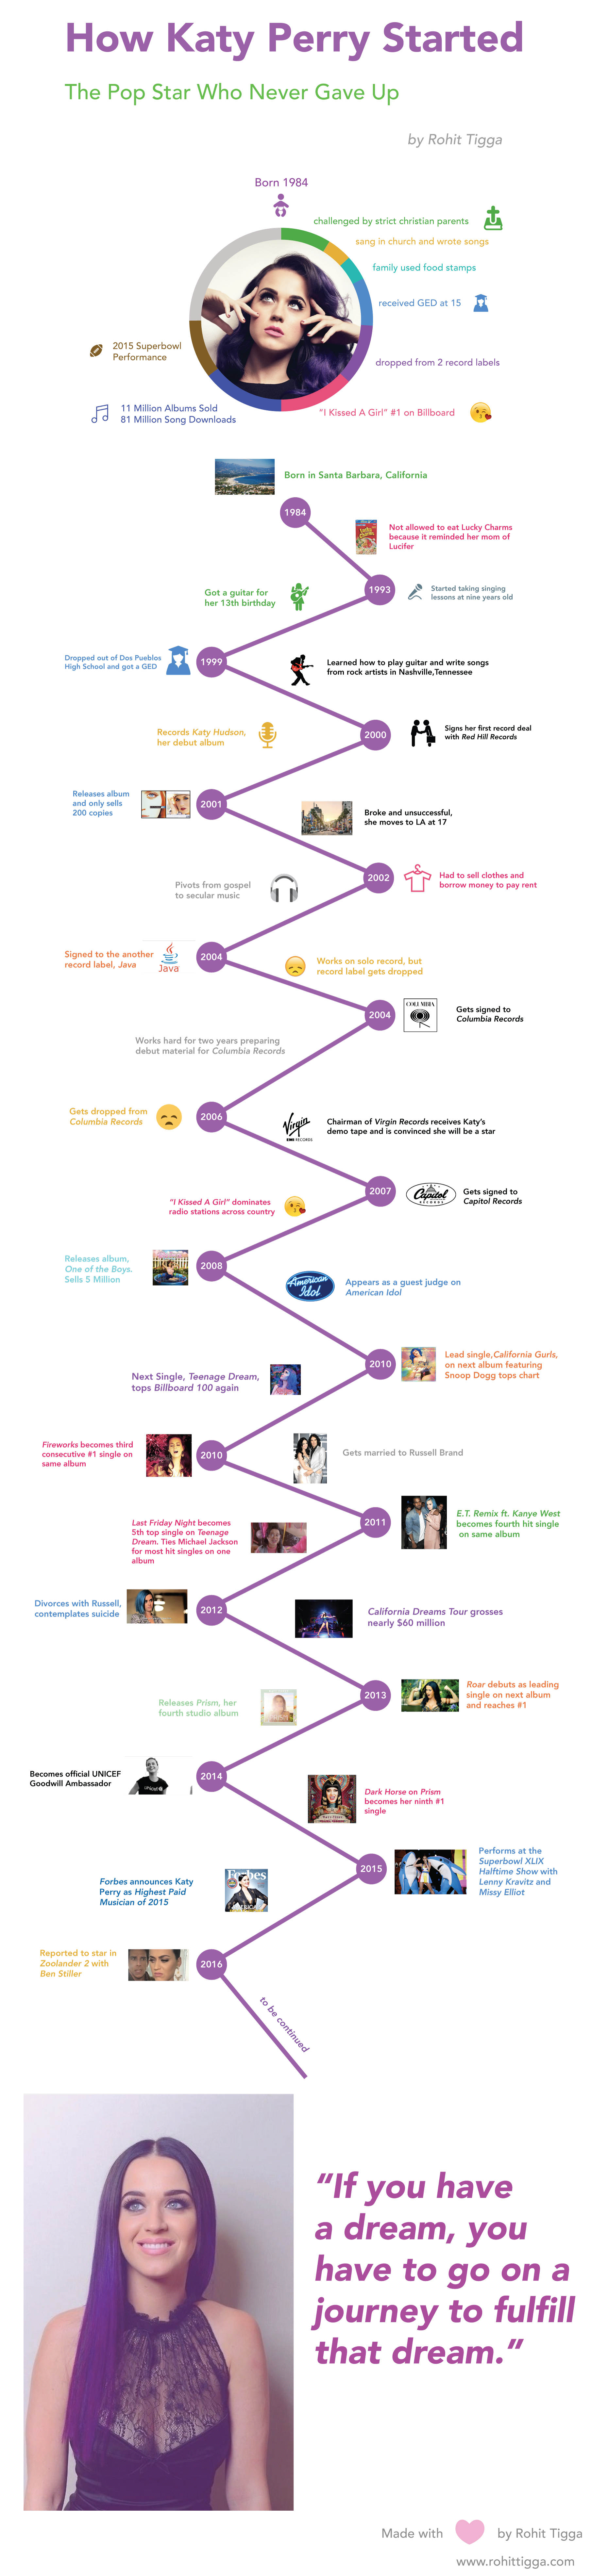 How Katy Perry Started
The Pop Star Who Never Gave Up
by Rohit Tigga
Born 1984
challenged by strict christian parents
sang in church and wrote songs
family used food stamps
received GED at 15
dropped from 2 record labels
"I Kissed A Girl" #1 on Billboard
11 Million Albums Sold
81 Million Song Downloads
2015 Superbowl
Performance
Born in Santa Barbara, California
1984
Not allowed to eat Lucky Charms
because it reminded her mom of
Lucifer
1993
Started taking singing
lessons at nine years old
Got a guitar for
her 13th birthday
Dropped out of Dos Pueblos
High School and got a GED
1999
Learned how to play guitar and write songs
from rock artists in Nashville,Tennessee
2000
Signs her first record deal
with Red Hill Records
Records Katy Hudson,
her debut album
Releases album
and only sells
200 copies
2001
Broke and unsuccessful,
she moves to LA at 17
2002
Had to sell clothes and
borrow money to pay rent
Pivots from gospel
to secular music
Signed to the another
record label, Java
Java
2004
Works on solo record, but
record label gets dropped
2004
COLUMBIA
Gets signed to
Columbia Records
Works hard for two years preparing
debut material for Columbia Records
Gets dropped from
Columbia Records
2006
Virgin
RECORDS
Chairman of Virgin Records receives Katy's
demo tape and is convinced she will be a star
2007
Capitol
RECORDS
Gets signed to
Capitol Records
"I Kissed A Girl" dominates
radio stations across country
Releases album,
One of the Boys.
Sells 5 Million
2008
American
Idol
Appears as a guest judge on
American Idol
2010
Lead single,California Gurls,
on next album featuring
Snoop Dogg tops chart
Next Single, Teenage Dream,
tops Billboard 100 again
Fireworks becomes third
consecutive #1 single on
same album
2010
Gets married to Russell Brand
2011
E.T. Remix ft. Kanye West
becomes fourth hit single
on same album
Last Friday Night becomes
5th top single on Teenage
Dream. Ties Michael Jackson
for most hit singles on one
album
Divorces with Russell,
contemplates suicide
2012
California Dreams Tour grosses
nearly $60 million
2013
Roar debuts as leading
single on next album
and reaches #1
Releases Prism, her
fourth studio album
Becomes official UNICEF
Goodwill Ambassador
unicef
2014
Dark Horse on Prism
becomes her ninth #1
single
2015
Performs at the
Superbowl XLIX
Halftime Show with
Lenny Kravitz and
Missy Elliot
Forbes announces Katy
Perry as Highest Paid
Musician of 2015
Forbes
Reported to star in
Zoolander 2 with
Ben Stiller
2016
to be continued
"If you have
a dream, you
have to go on a
journey to fulfill
that dream."
Made with by Rohit Tigga
www.rohittigga.com